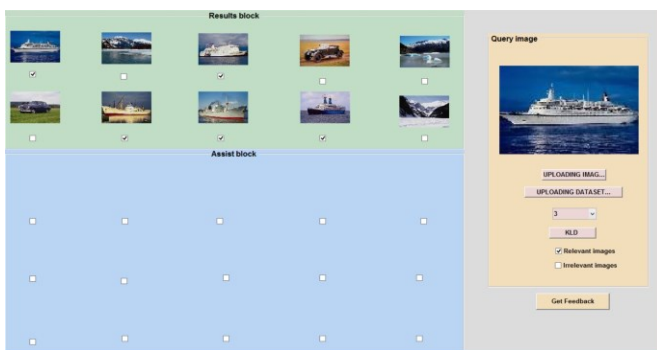 Results block
Query image
Assist block
UPLOADING IMAG...
UPLOADING DATASET...
3
KLD
Relevant images
Irrelevant images
Get Feedback